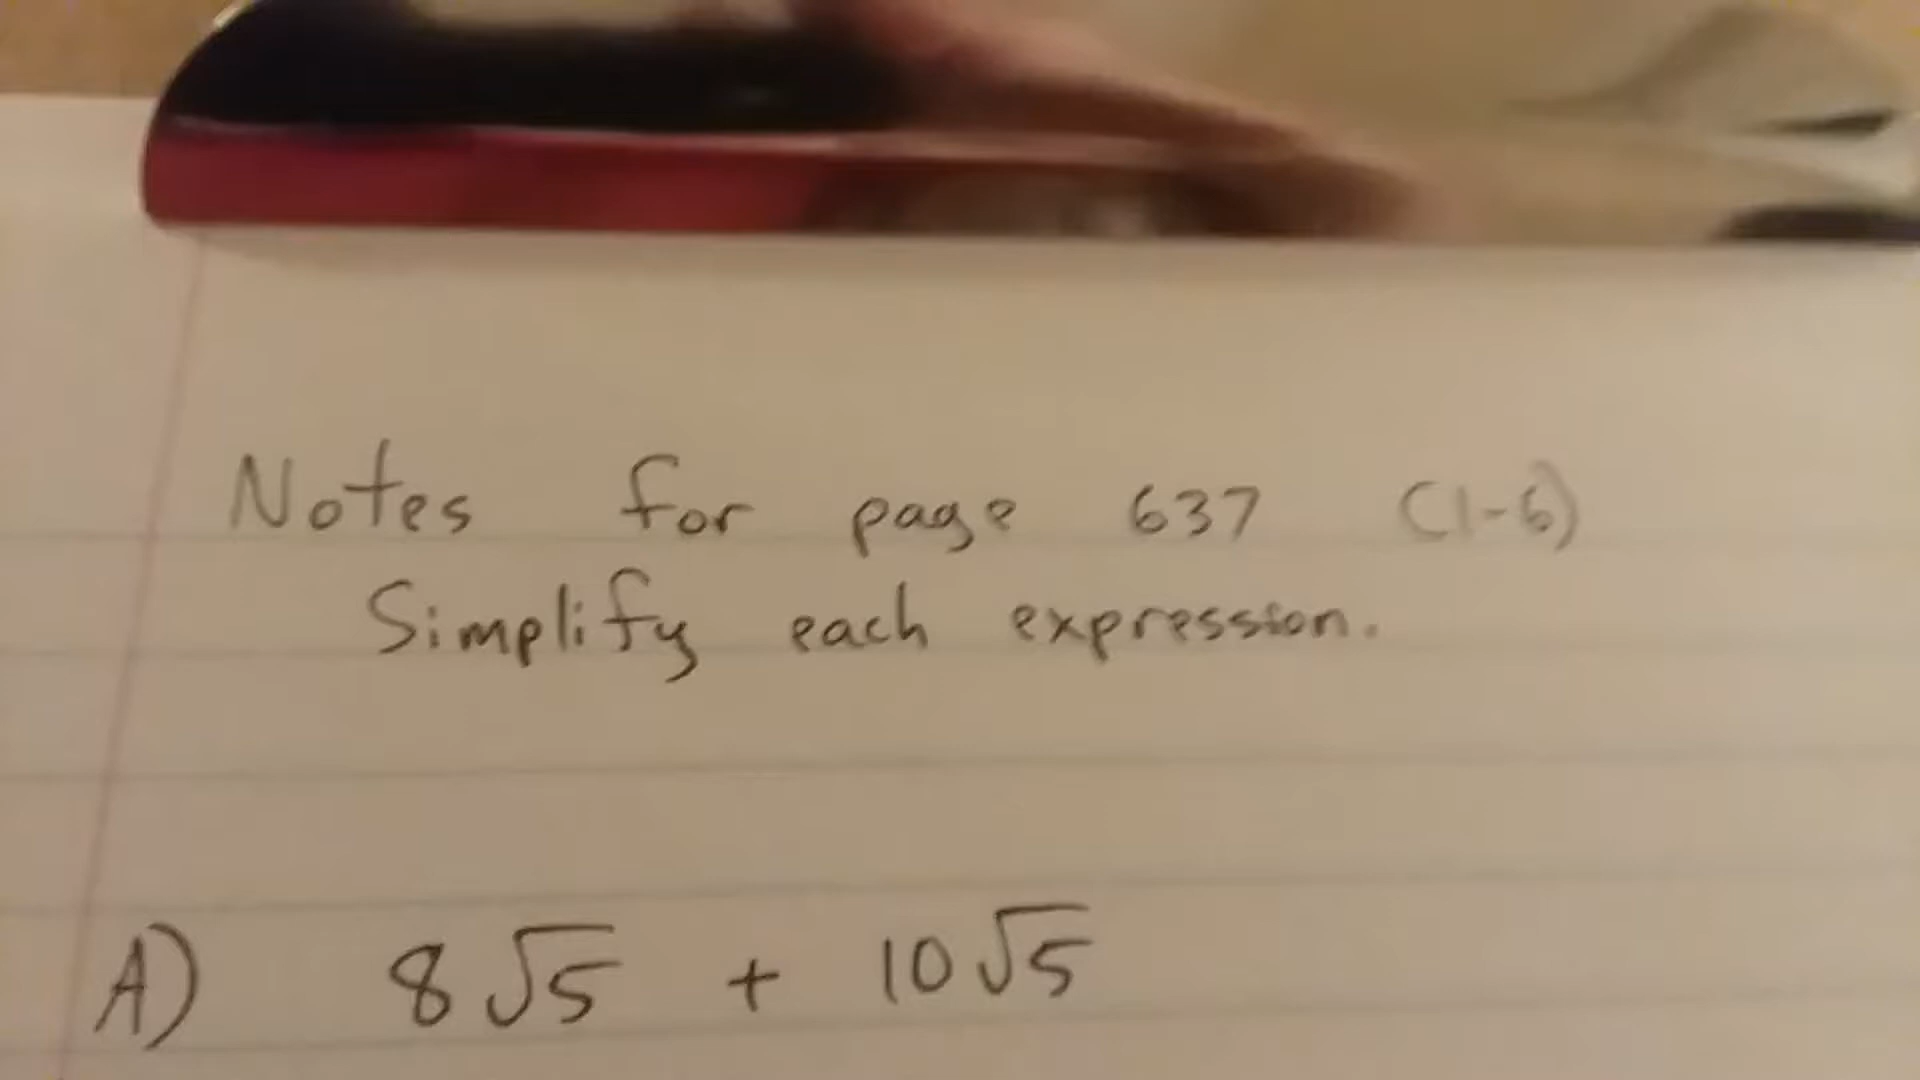 Notes for page 637 (1-6)
Simplify each expression.
A) 8√5 + 10√5